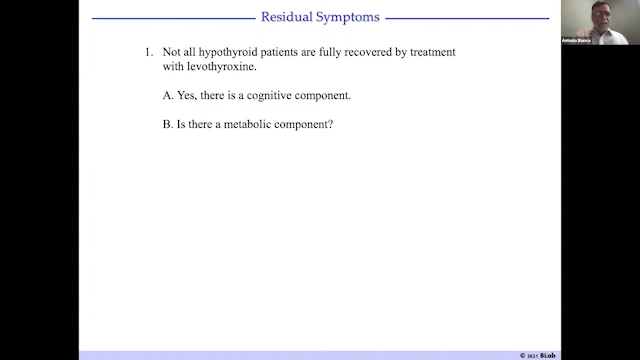 Residual Symptoms
Antonio Bianco
1. Not all hypothyroid patients are fully recovered by treatment
with levothyroxine.
A. Yes, there is a cognitive component.
B. Is there a metabolic component?
© 2021 BLab